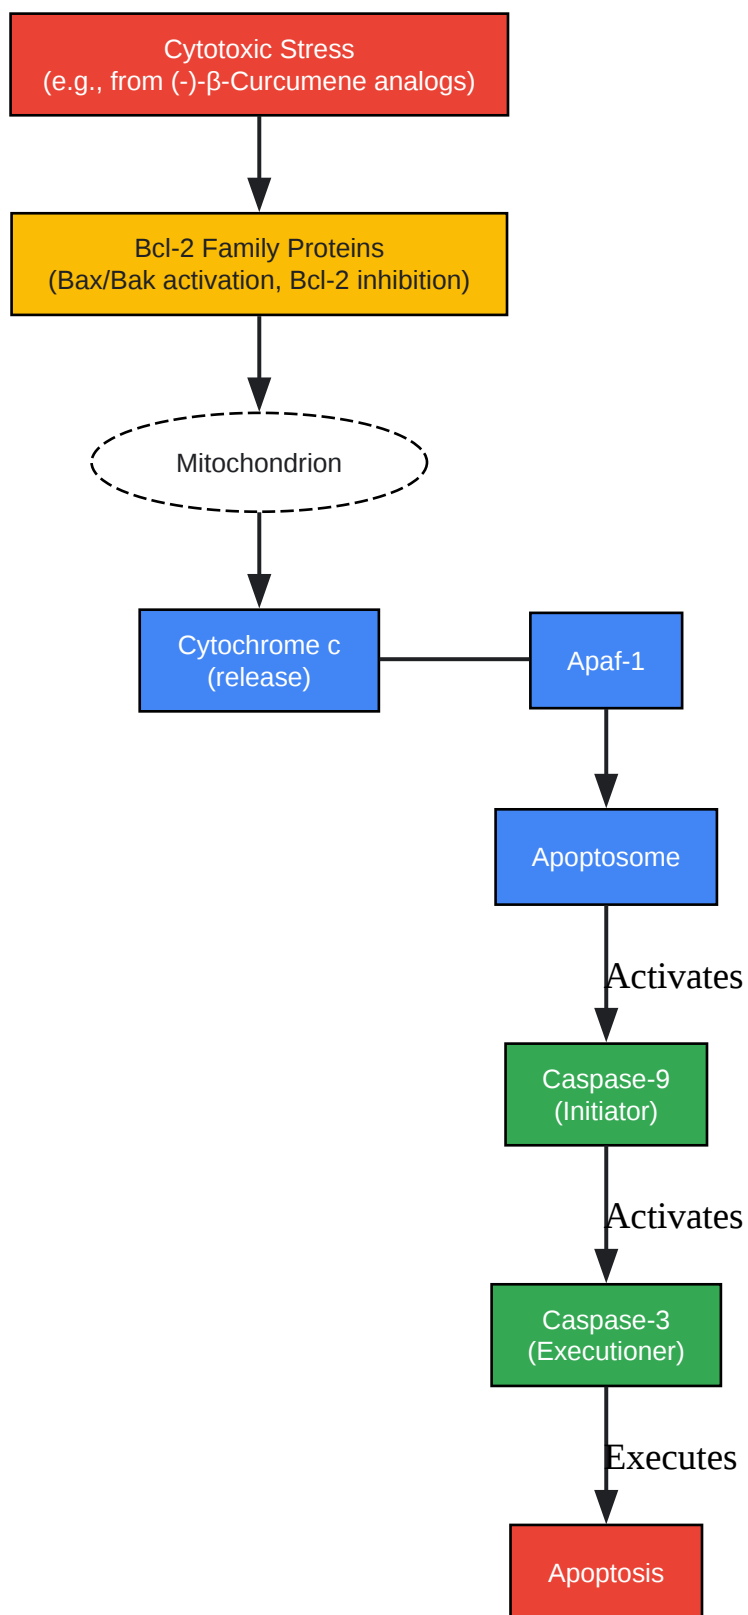 Cytotoxic Stress
(e.g., from (-)-β-Curcumene analogs)
Bcl-2 Family Proteins
(Bax/Bak activation, Bcl-2 inhibition)
Mitochondrion
Cytochrome c
(release)
Apaf-1
Apoptosome
Activates
Caspase-9
(Initiator)
Activates
Caspase-3
(Executioner)
Executes
Apoptosis